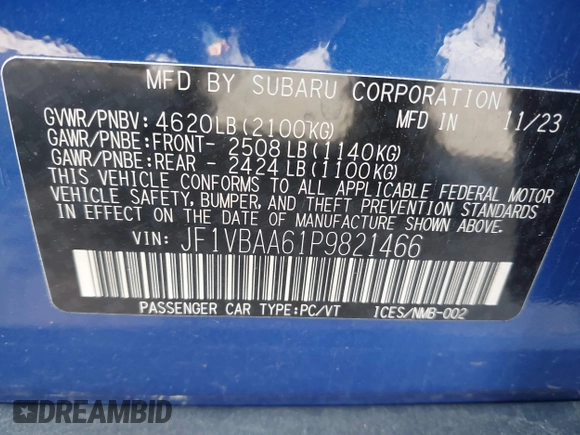 MFD BY SUBARU CORPORATION
GVWR/PNBV: 4620LB(2100KG) MFD IN 11/23
GAWR/PNBE:FRONT- 2508LB(1140KG)
GAWR/PNBE:REAR - 2424LB(1100KG)
THIS VEHICLE CONFORMS TO ALL APPLICABLE FEDERAL MOTOR
VEHICLE SAFETY, BUMPER, AND THEFT PREVENTION STANDARDS
IN EFFECT ON THE DATE OF MANUFACTURE SHOWN ABOVE.
VIN: JF1VBAA61P9821466
PASSENGER CAR TYPE:PC/VT ICES/NMB-002
DREAMBID